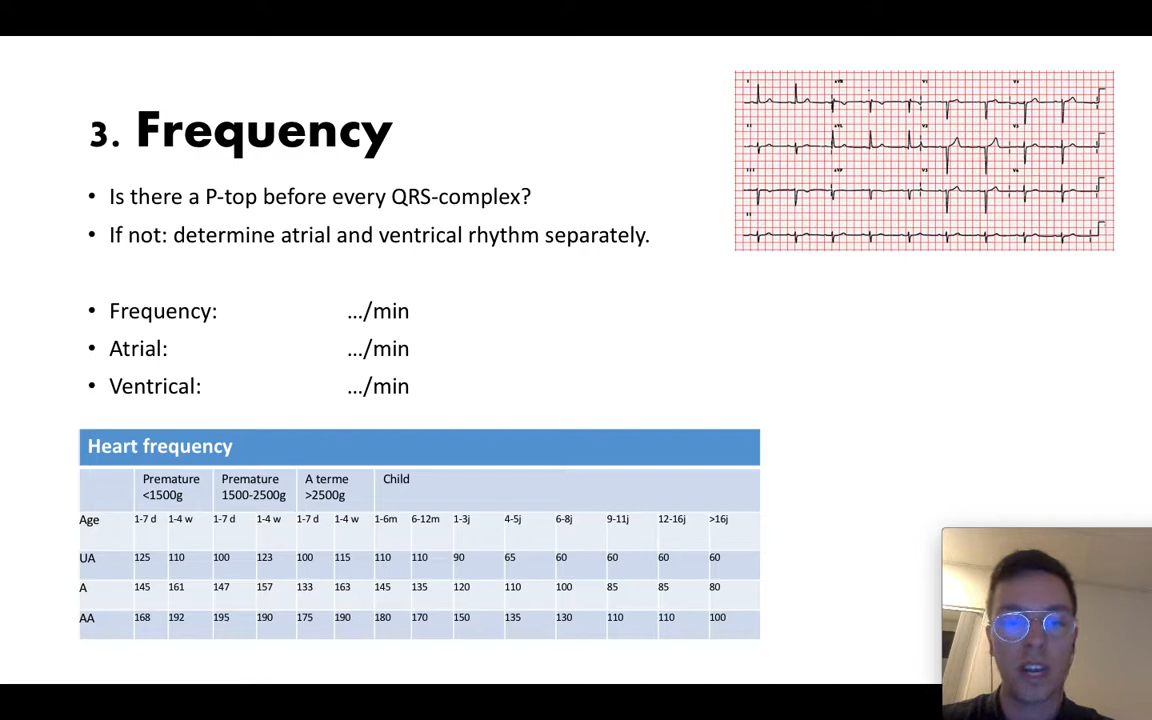 3. Frequency
• Is there a P-top before every QRS-complex?
• If not: determine atrial and ventrical rhythm separately.
• Frequency: .../min
• Atrial: .../min
• Ventrical: .../min
Heart frequency
Premature <1500g Premature 1500-2500g A terme >2500g Child
Age 1-7 d 1-4 w 1-7 d 1-4 w 1-7 d 1-4 w 1-6m 6-12m 1-3j 4-5j 6-8j 9-11j 12-16j >16j
UA 125 110 100 123 100 115 110 110 90 65 60 60 60 60
A 145 161 147 157 133 163 145 135 120 110 100 85 85 80
AA 168 192 195 190 175 190 180 170 150 135 130 110 110 100